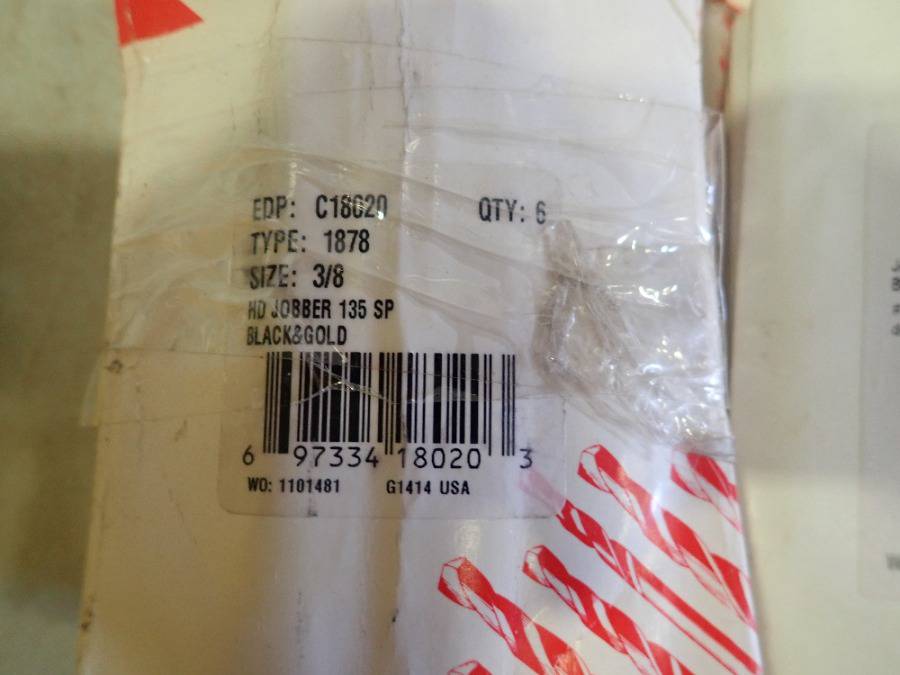 EDP: C18020 QTY: 6
TYPE: 1878
SIZE: 3/8
HD JOBBER 135 SP
BLACK&GOLD
6 97334 18020 3
WO: 1101481 G1414 USA